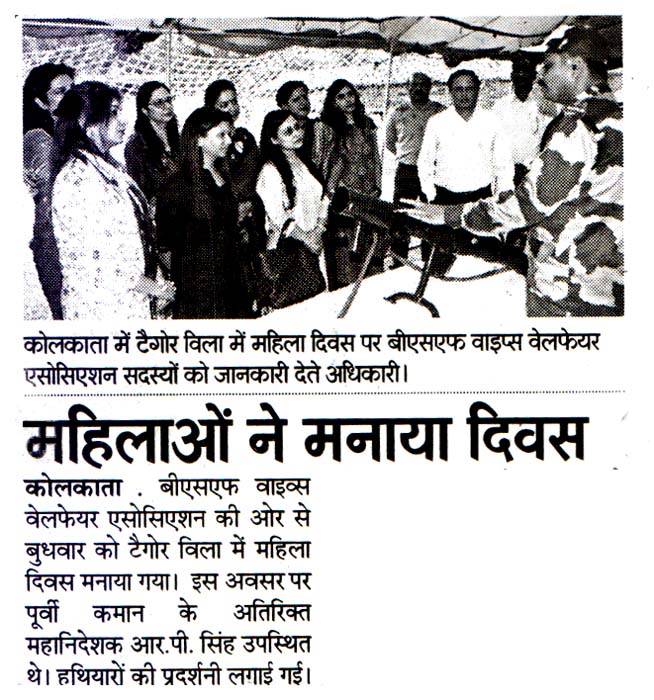 कोलकाता में टैगोर विला में महिला दिवस पर बीएसएफ वाइप्स वेलफेयर
एसोसिएशन सदस्यों को जानकारी देते अधिकारी।
महिलाओं ने मनाया दिवस
कोलकाता . बीएसएफ वाइव्स
वेलफेयर एसोसिएशन की ओर से
बुधवार को टैगोर विला में महिला
दिवस मनाया गया। इस अवसर पर
पूर्वी कमान के अतिरिक्त
महानिदेशक आर.पी. सिंह उपस्थित
थे। हथियारों की प्रदर्शनी लगाई गई।